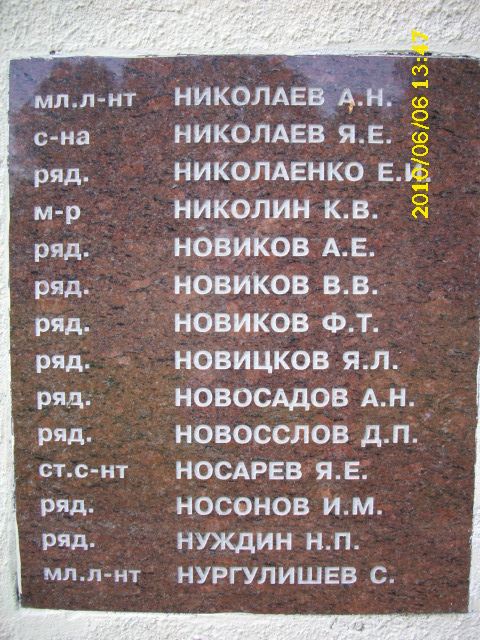 мл.л-нт НИКОЛАЕВ А.Н.
с-на НИКОЛАЕВ Я.Е.
ряд. НИКОЛАЕНКО Е.И.
м-р НИКОЛИН К.В.
ряд. НОВИКОВ А.Е.
ряд. НОВИКОВ В.В.
ряд. НОВИКОВ Ф.Т.
ряд. НОВИЦКОВ Я.Л.
ряд. НОВОСАДОВ А.Н.
ряд. НОВОССЛОВ Д.П.
ст.с-нт НОСАРЕВ Я.Е.
ряд. НОСОНОВ И.М.
ряд. НУЖДИН Н.П.
мл.л-нт НУРГУЛИШЕВ С.
2010/06/06 13:47